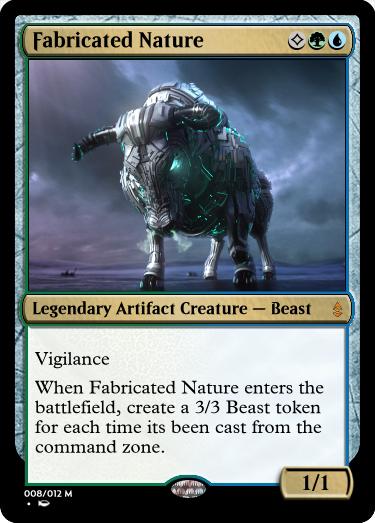 Fabricated Nature
Legendary Artifact Creature — Beast
Vigilance
When Fabricated Nature enters the
battlefield, create a 3/3 Beast token
for each time its been cast from the
command zone.
1/1
008/012 M